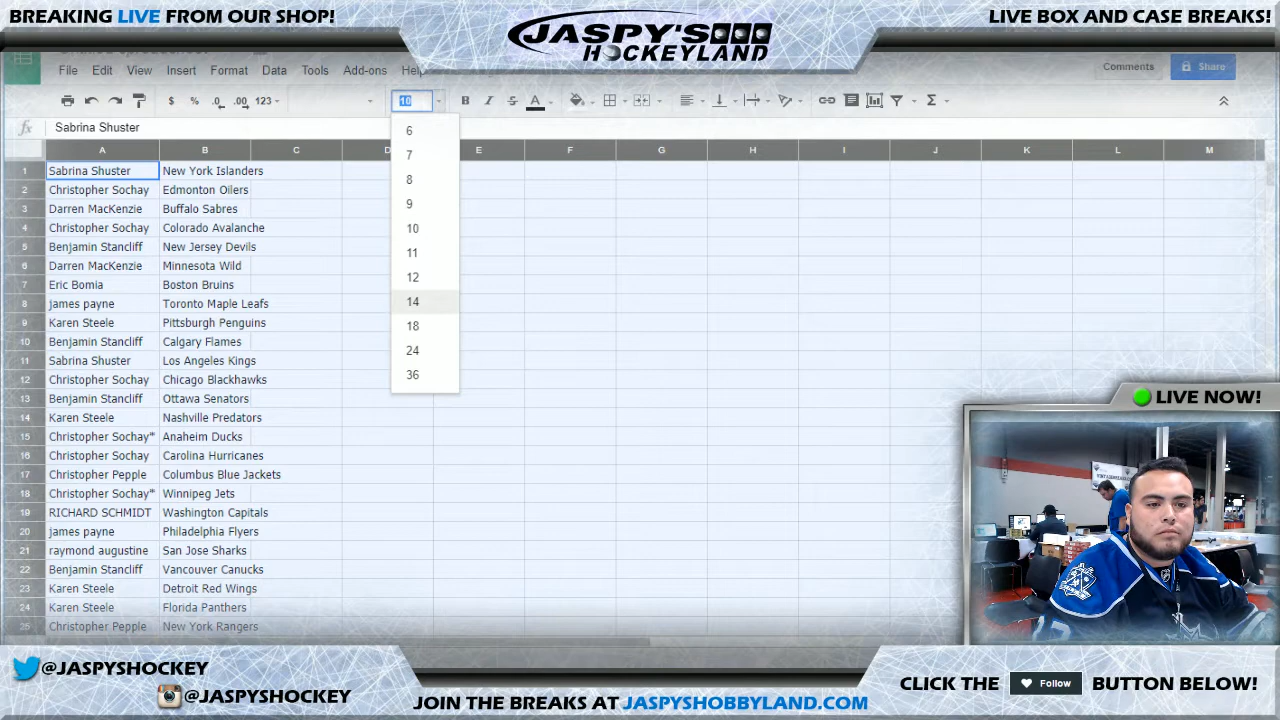 BREAKING LIVE FROM OUR SHOP!
JASPY'S
HOCKEYLAND
LIVE BOX AND CASE BREAKS!
File Edit View Insert Format Data Tools Add-ons Help
Comments
Share
$ % .0 .00 123
10
B I S A
Σ
fx Sabrina Shuster
A B C D E F G H I J K L M
1 Sabrina Shuster New York Islanders
2 Christopher Sochay Edmonton Oilers
3 Darren MacKenzie Buffalo Sabres
4 Christopher Sochay Colorado Avalanche
5 Benjamin Stancliff New Jersey Devils
6 Darren MacKenzie Minnesota Wild
7 Eric Bomia Boston Bruins
8 james payne Toronto Maple Leafs
9 Karen Steele Pittsburgh Penguins
10 Benjamin Stancliff Calgary Flames
11 Sabrina Shuster Los Angeles Kings
12 Christopher Sochay Chicago Blackhawks
13 Benjamin Stancliff Ottawa Senators
14 Karen Steele Nashville Predators
15 Christopher Sochay* Anaheim Ducks
16 Christopher Sochay Carolina Hurricanes
17 Christopher Pepple Columbus Blue Jackets
18 Christopher Sochay* Winnipeg Jets
19 RICHARD SCHMIDT Washington Capitals
20 james payne Philadelphia Flyers
21 raymond augustine San Jose Sharks
22 Benjamin Stancliff Vancouver Canucks
23 Karen Steele Detroit Red Wings
24 Karen Steele Florida Panthers
25 Christopher Pepple New York Rangers
6
7
8
9
10
11
12
14
18
24
36
LIVE NOW!
@JASPYSHOCKEY
@JASPYSHOCKEY
JOIN THE BREAKS AT JASPYSHOBBYLAND.COM
CLICK THE Follow BUTTON BELOW!